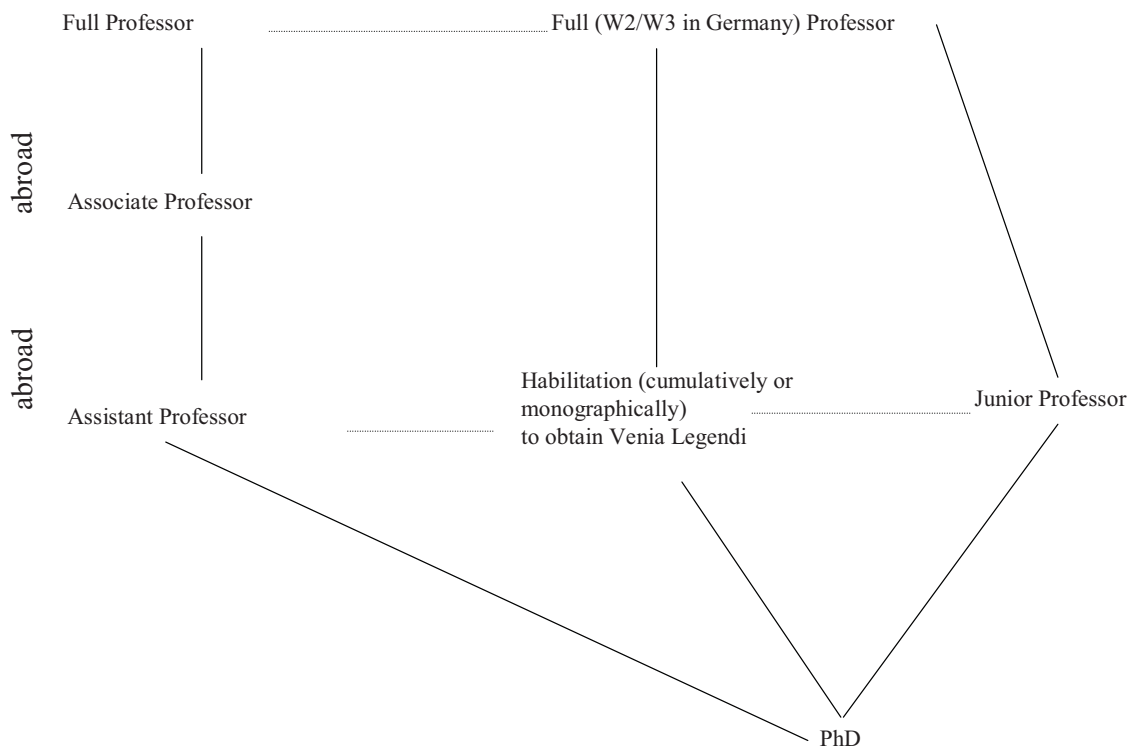 Full Professor
Full (W2/W3 in Germany) Professor
abroad
Associate Professor
abroad
Assistant Professor
Habilitation (cumulatively or
monographically)
to obtain Venia Legendi
Junior Professor
PhD